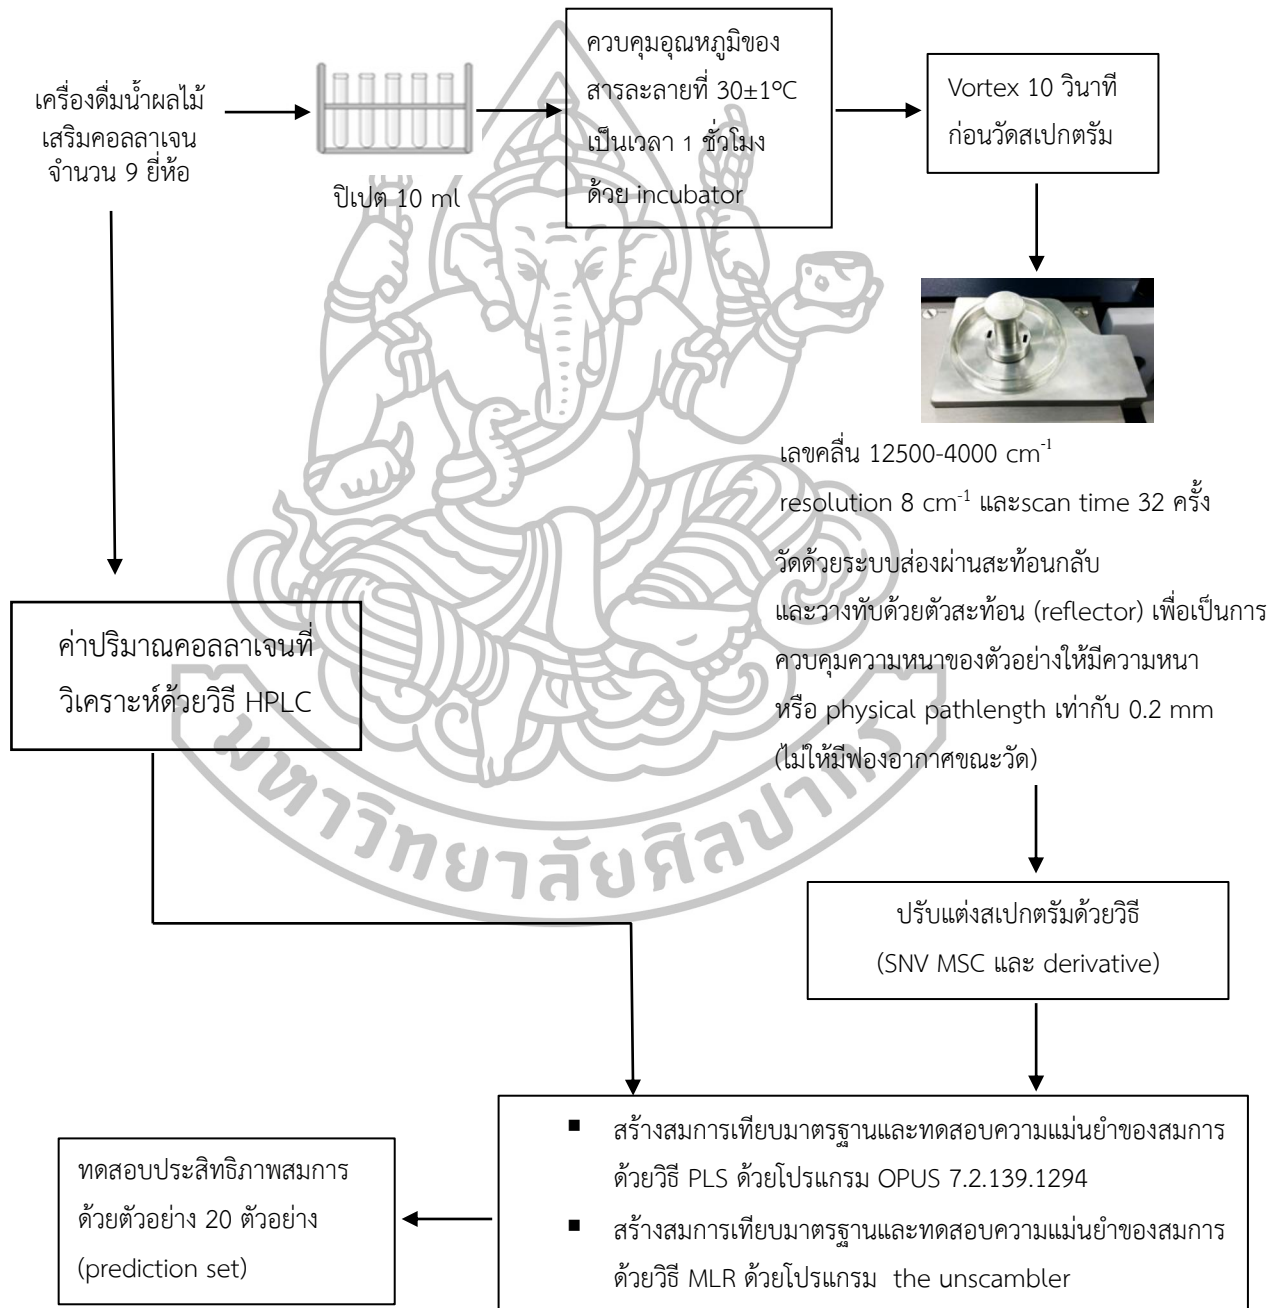 เครื่องดื่มน้ำผลไม้
เสริมคอลลาเจน
จำนวน 9 ยี่ห้อ
ปิเปต 10 ml
ควบคุมอุณหภูมิของ
สารละลายที่ 30±1ºC
เป็นเวลา 1 ชั่วโมง
ด้วย incubator
Vortex 10 วินาที
ก่อนวัดสเปกตรัม
เลขคลื่น 12500-4000 cm⁻¹
resolution 8 cm⁻¹ และscan time 32 ครั้ง
วัดด้วยระบบส่องผ่านสะท้อนกลับ
และวางทับด้วยตัวสะท้อน (reflector) เพื่อเป็นการ
ควบคุมความหนาของตัวอย่างให้มีความหนา
หรือ physical pathlength เท่ากับ 0.2 mm
(ไม่ให้มีฟองอากาศขณะวัด)
ค่าปริมาณคอลลาเจนที่
วิเคราะห์ด้วยวิธี HPLC
มหาวิทยาลัยศิลปากร
ปรับแต่งสเปกตรัมด้วยวิธี
(SNV MSC และ derivative)
▪ สร้างสมการเทียบมาตรฐานและทดสอบความแม่นยำของสมการ
ด้วยวิธี PLS ด้วยโปรแกรม OPUS 7.2.139.1294
▪ สร้างสมการเทียบมาตรฐานและทดสอบความแม่นยำของสมการ
ด้วยวิธี MLR ด้วยโปรแกรม the unscambler
ทดสอบประสิทธิภาพสมการ
ด้วยตัวอย่าง 20 ตัวอย่าง
(prediction set)